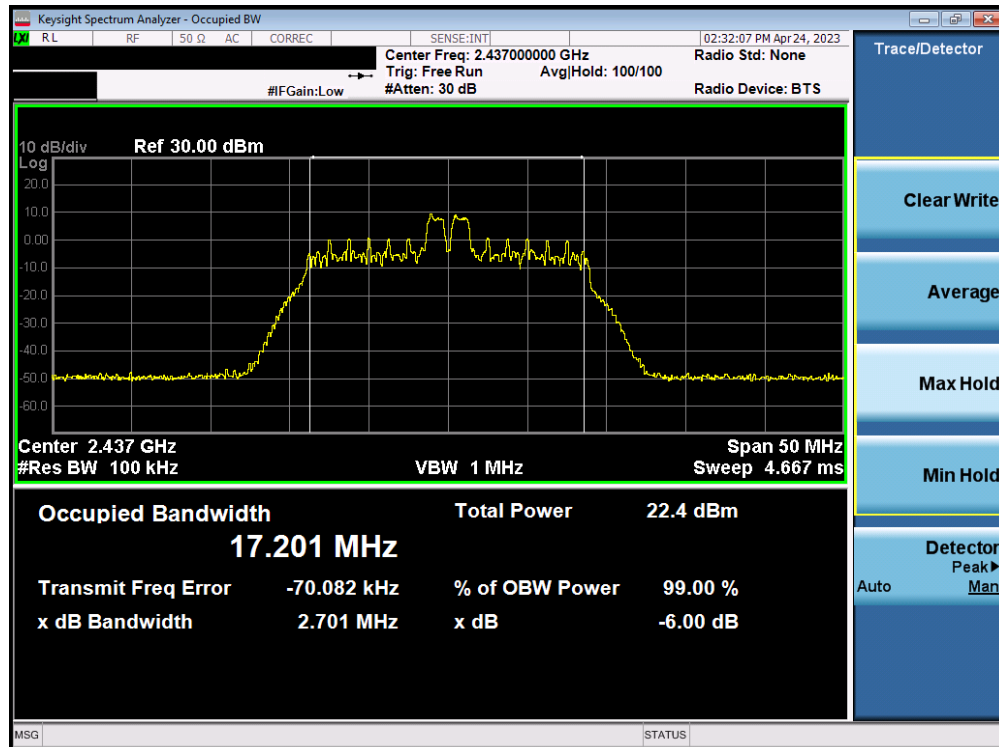 Keysight Spectrum Analyzer - Occupied BW
LXI RL RF 50 Ω AC CORREC SENSE:INT 02:32:07 PM Apr 24, 2023
Center Freq: 2.437000000 GHz Radio Std: None
Trig: Free Run Avg|Hold: 100/100
#IFGain:Low #Atten: 30 dB Radio Device: BTS
Trace/Detector
10 dB/div Ref 30.00 dBm
Log
20.0
10.0
0.00
-10.0
-20.0
-30.0
-40.0
-50.0
-60.0
Center 2.437 GHz Span 50 MHz
#Res BW 100 kHz VBW 1 MHz Sweep 4.667 ms
Occupied Bandwidth Total Power 22.4 dBm
17.201 MHz
Transmit Freq Error -70.082 kHz % of OBW Power 99.00 %
x dB Bandwidth 2.701 MHz x dB -6.00 dB
Clear Write
Average
Max Hold
Min Hold
Detector
Peak
Auto Man
MSG STATUS